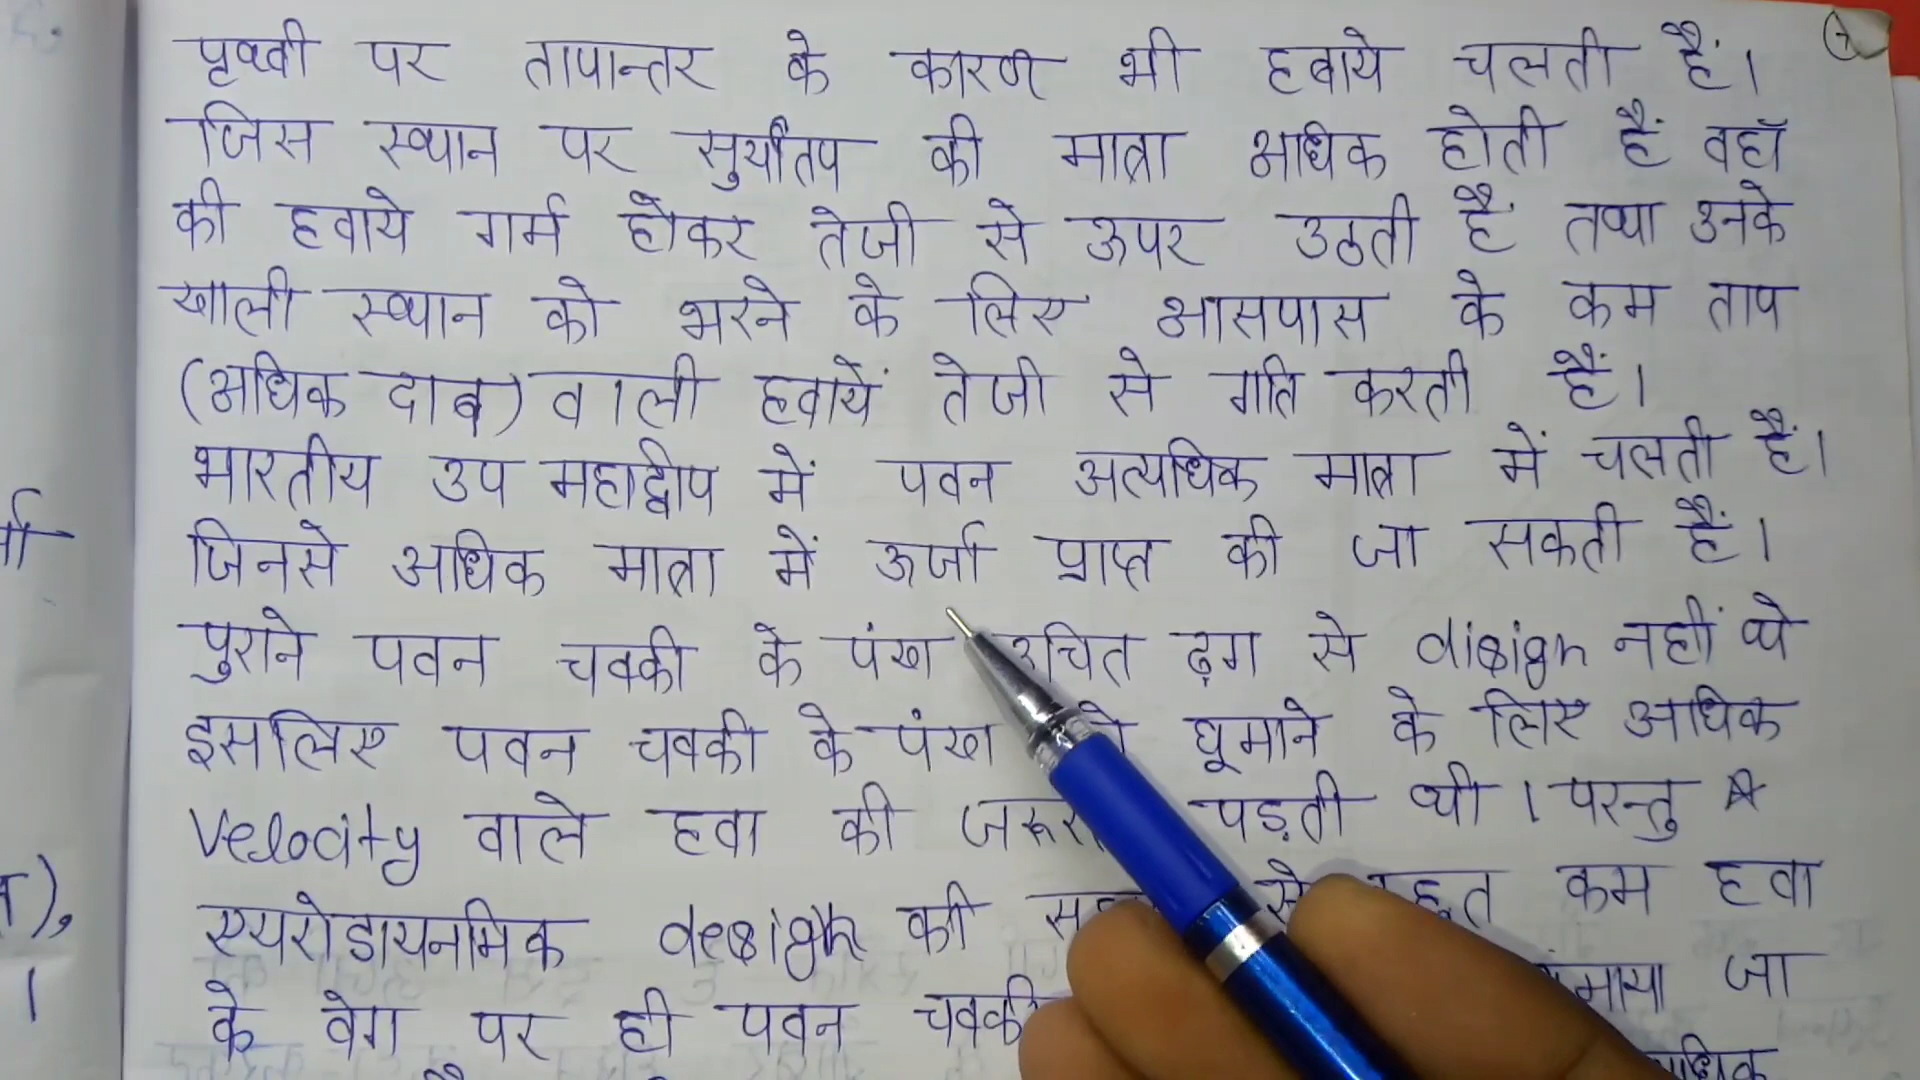 पृथ्वी पर तापान्तर के कारण भी हवाये चलती हैं।
जिस स्थान पर सुर्यातप की मात्रा अधिक होती हैं वहाँ
की हवाये गर्म होकर तेजी से ऊपर उठती हैं तथा उनके
खाली स्थान को भरने के लिए आसपास के कम ताप
(अधिक दाब) वाली हवायें तेजी से गति करती हैं।
भारतीय उप महाद्वीप में पवन अत्यधिक मात्रा में चलती हैं।
जिनसे अधिक मात्रा में ऊर्जा प्राप्त की जा सकती हैं।
पुराने पवन चक्की के पंख उचित ढ़ग से disign नहीं थे
इसलिए पवन चक्की के पंख घूमाने के लिए अधिक
velocity वाले हवा की पड़ती थी। परन्तु
एयरोडायनमिक design की से कम हवा
के वेग पर ही पवन चक्की जा